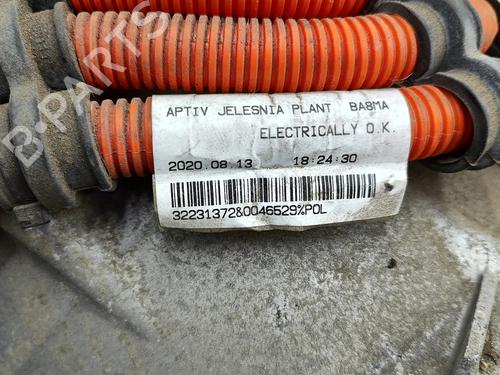 B-PARTS
APTIV JELESNIA PLANT BA8MA
ELECTRICALLY O.K.
2020.08.13 18:24:30
32231372&0046529%POL